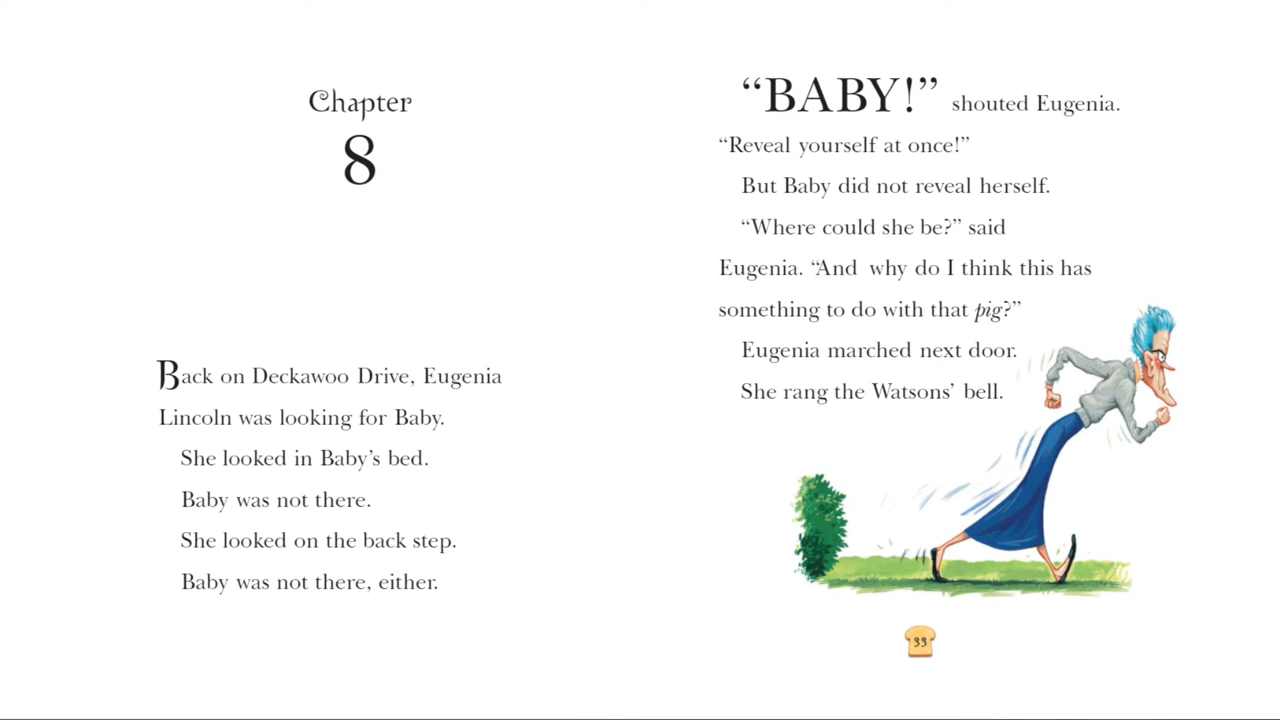 Chapter
8
Back on Deckawoo Drive, Eugenia
Lincoln was looking for Baby.
She looked in Baby’s bed.
Baby was not there.
She looked on the back step.
Baby was not there, either.
“BABY!” shouted Eugenia.
“Reveal yourself at once!”
But Baby did not reveal herself.
“Where could she be?” said
Eugenia. “And why do I think this has
something to do with that pig?”
Eugenia marched next door.
She rang the Watsons’ bell.
33